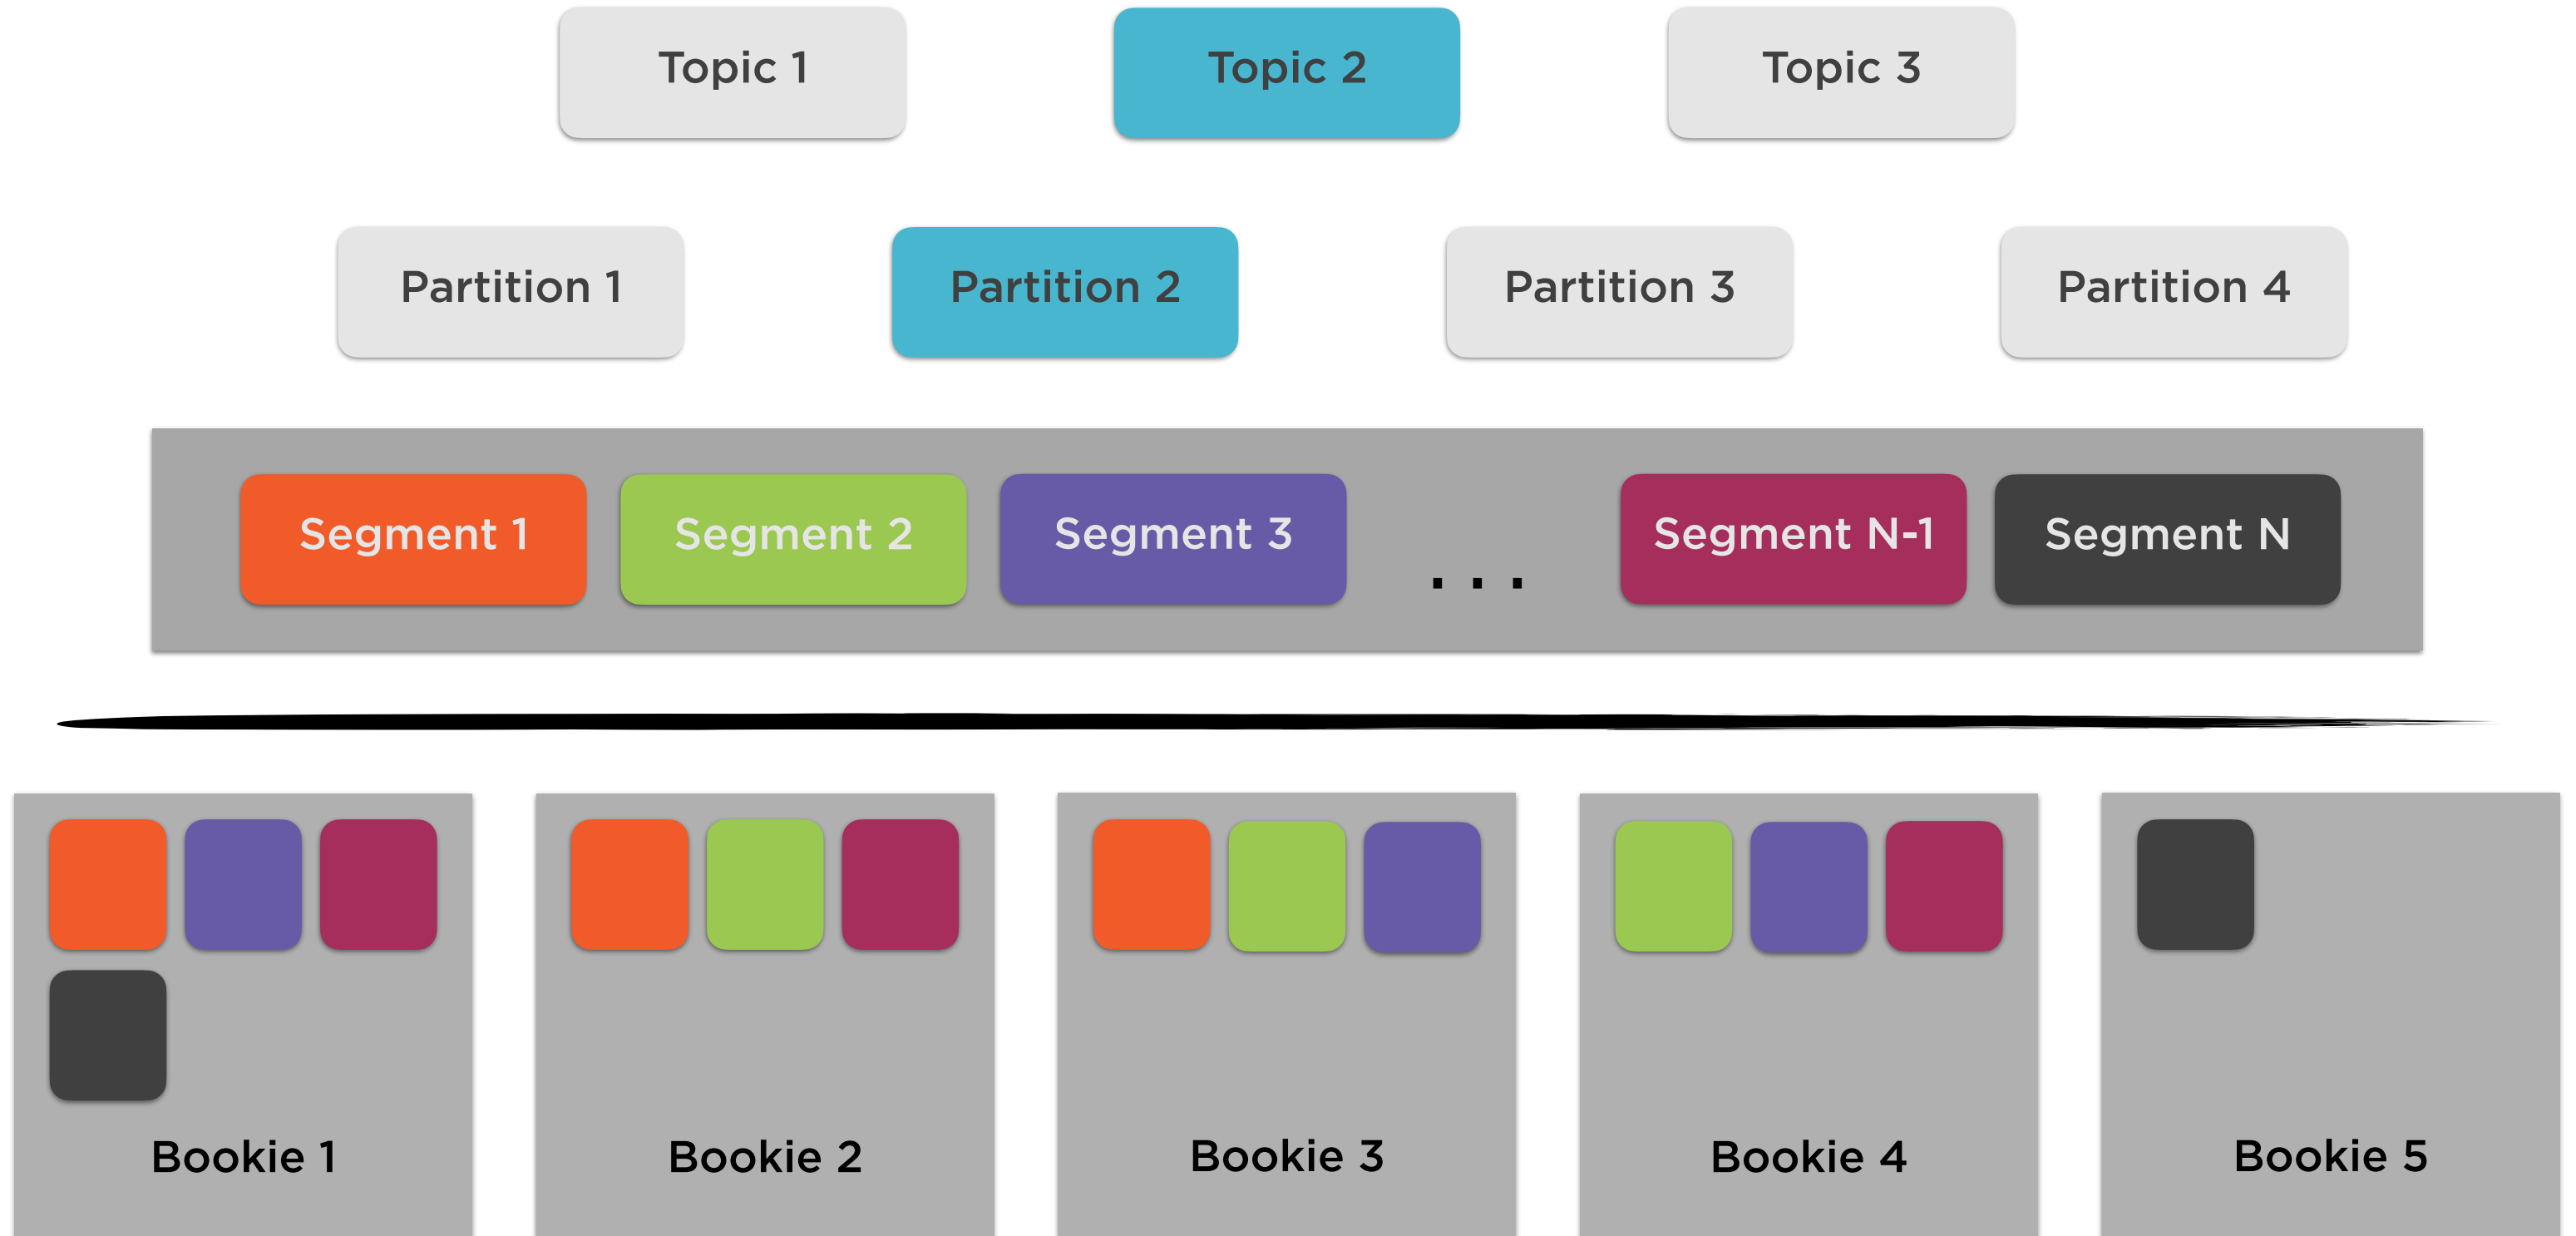 Topic 1
Topic 2
Topic 3
Partition 1
Partition 2
Partition 3
Partition 4
Segment 1
Segment 2
Segment 3
. . .
Segment N-1
Segment N
Bookie 1
Bookie 2
Bookie 3
Bookie 4
Bookie 5